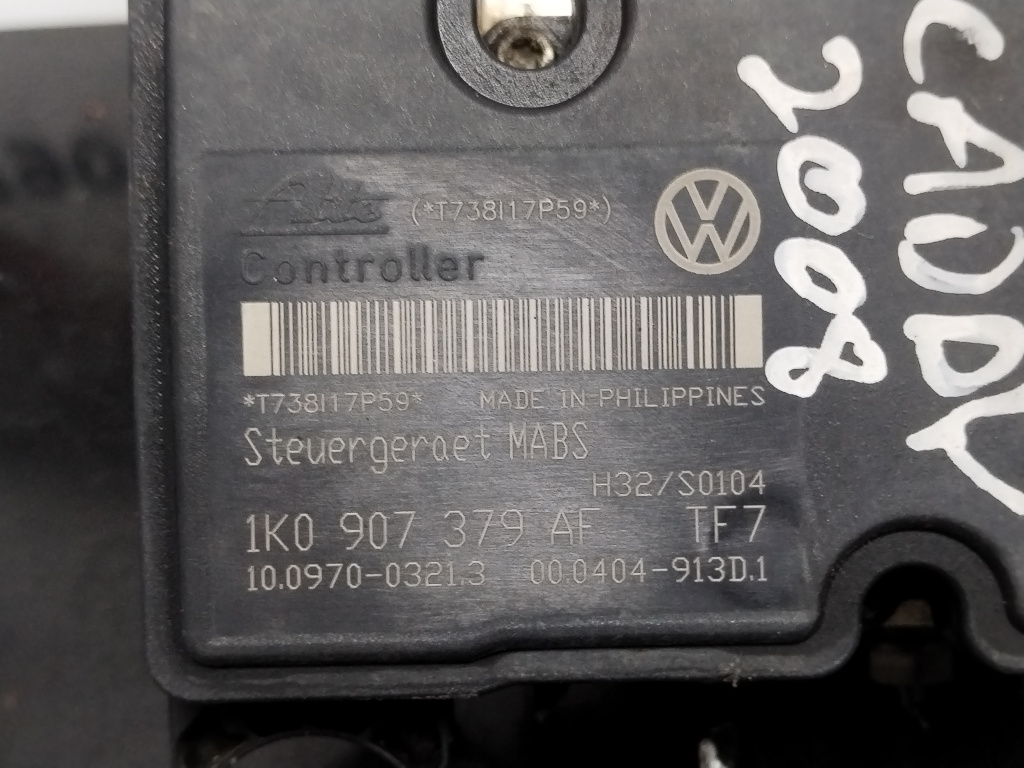 Ate (*T738I17P59*)
Controller
*T738I17P59* MADE IN PHILIPPINES
Steuergeraet MABS
H32/S0104
1K0 907 379 AF TF7
10.0970-0321.3 00.0404-913D.1
CADDY
2008